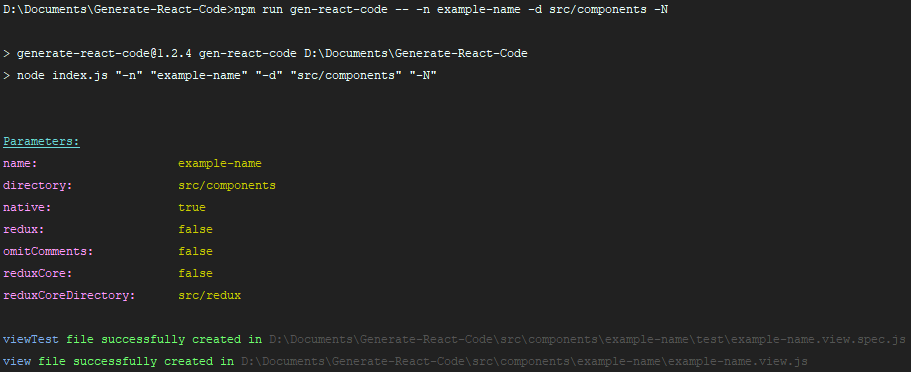 D:\Documents\Generate-React-Code>npm run gen-react-code -- -n example-name -d src/components -N
> generate-react-code@1.2.4 gen-react-code D:\Documents\Generate-React-Code
> node index.js "-n" "example-name" "-d" "src/components" "-N"
Parameters:
name: example-name
directory: src/components
native: true
redux: false
omitComments: false
reduxCore: false
reduxCoreDirectory: src/redux
viewTest file successfully created in D:\Documents\Generate-React-Code\src\components\example-name\test\example-name.view.spec.js
view file successfully created in D:\Documents\Generate-React-Code\src\components\example-name\example-name.view.js